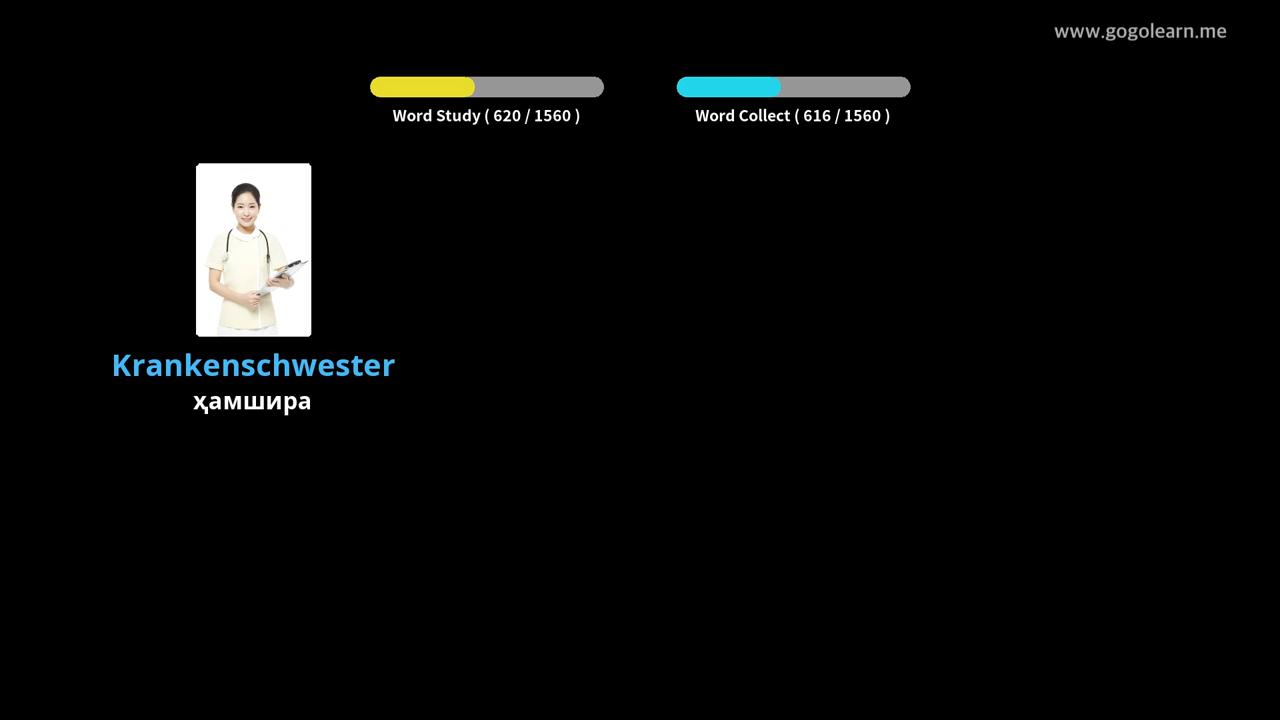 www.gogolearn.me
Word Study ( 620 / 1560 )
Word Collect ( 616 / 1560 )
Krankenschwester
ҳамшира